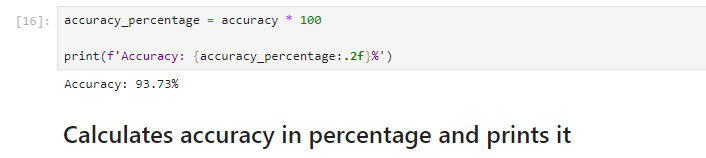 [16]: accuracy_percentage = accuracy * 100
print(f'Accuracy: {accuracy_percentage:.2f}%')
Accuracy: 93.73%
Calculates accuracy in percentage and prints it